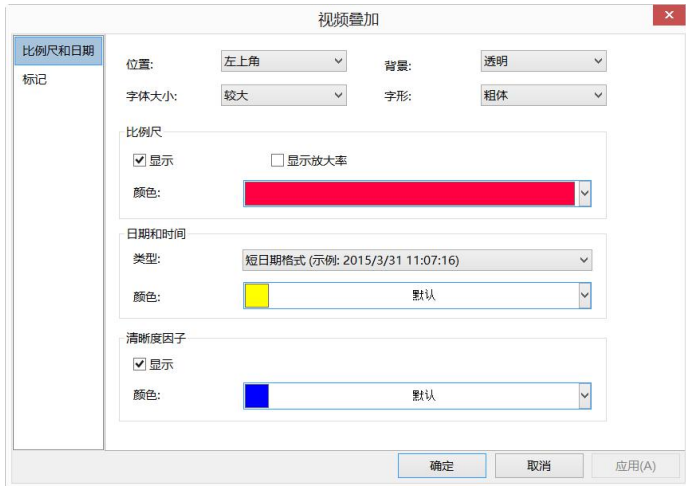 视频叠加
比例尺和日期
标记
位置: 左上角 背景: 透明
字体大小: 较大 字形: 粗体
比例尺
显示 显示放大率
颜色:
日期和时间
类型: 短日期格式 (示例: 2015/3/31 11:07:16)
颜色: 默认
清晰度因子
显示
颜色: 默认
确定 取消 应用(A)